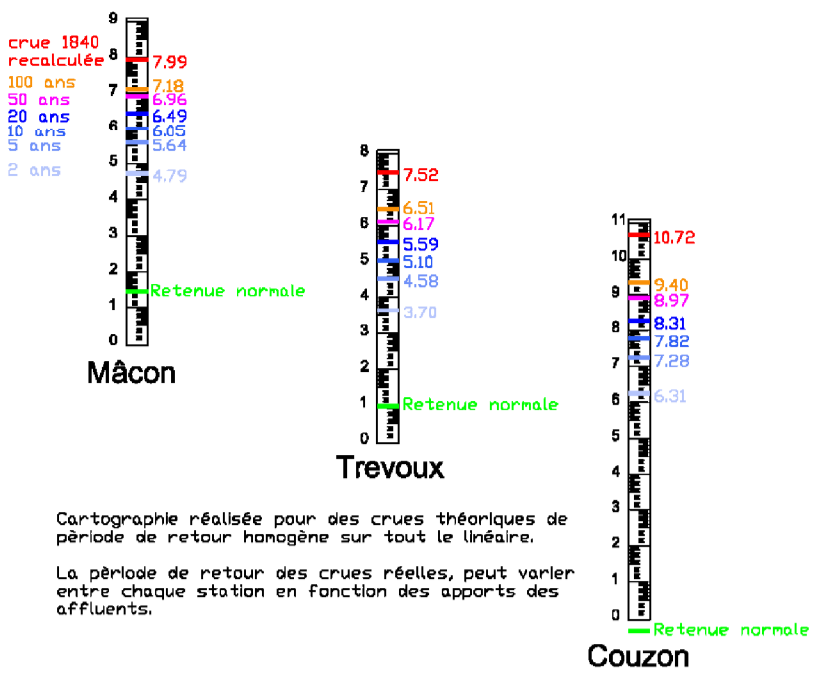 9
8
7
6
5
4
3
2
1
0
crue 1840
recalculée
100 ans
50 ans
20 ans
10 ans
5 ans
2 ans
7.99
7.18
6.96
6.49
6.05
5.64
4.79
Retenue normale
Mâcon
8
7
6
5
4
3
2
1
0
7.52
6.51
6.17
5.59
5.10
4.58
3.70
Retenue normale
Trevoux
11
10
9
8
7
6
5
4
3
2
1
0
10.72
9.40
8.97
8.31
7.82
7.28
6.31
Retenue normale
Couzon
Cartographie réalisée pour des crues théoriques de
pèriode de retour homogène sur tout le linéaire.
La pèriode de retour des crues réelles, peut varier
entre chaque station en fonction des apports des
affluents.